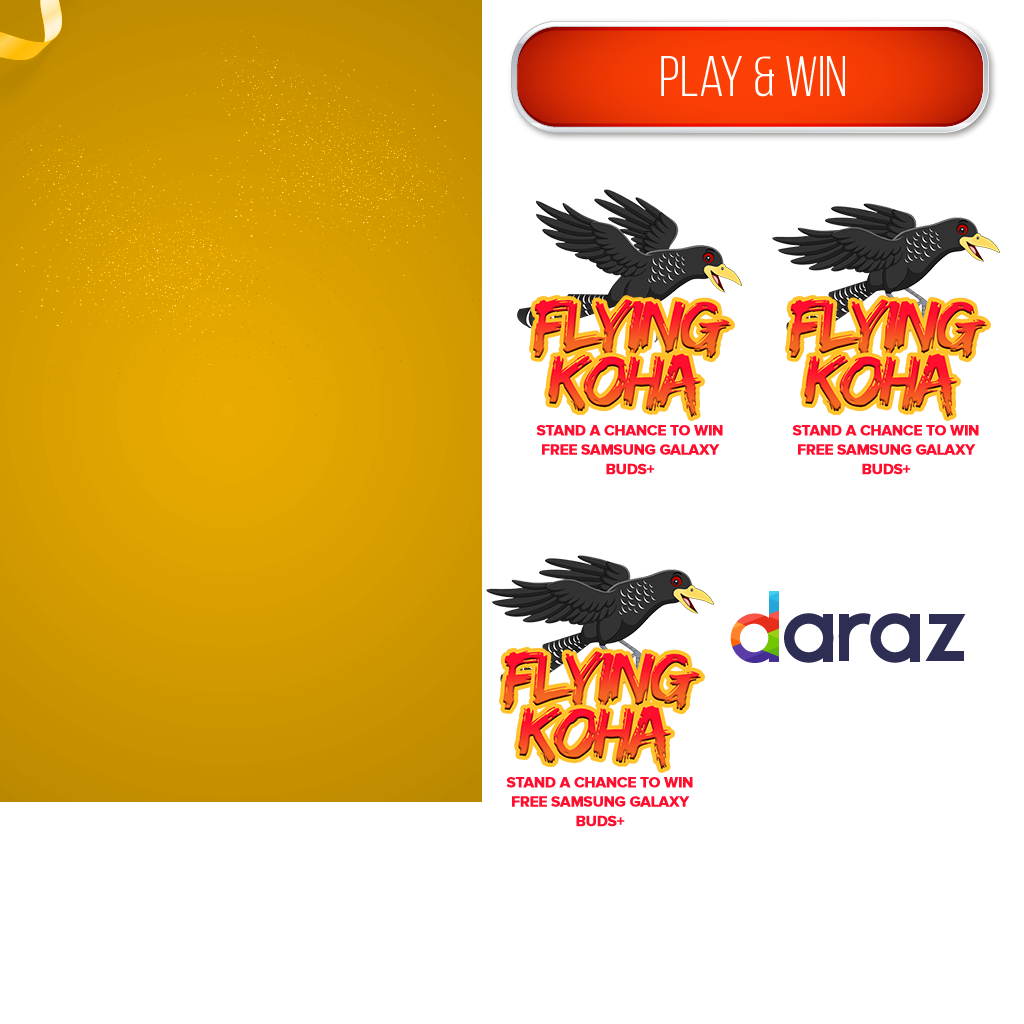 PLAY & WIN
FLYING
KOHA
STAND A CHANCE TO WIN
FREE SAMSUNG GALAXY
BUDS+
FLYING
KOHA
STAND A CHANCE TO WIN
FREE SAMSUNG GALAXY
BUDS+
FLYING
KOHA
STAND A CHANCE TO WIN
FREE SAMSUNG GALAXY
BUDS+
daraz